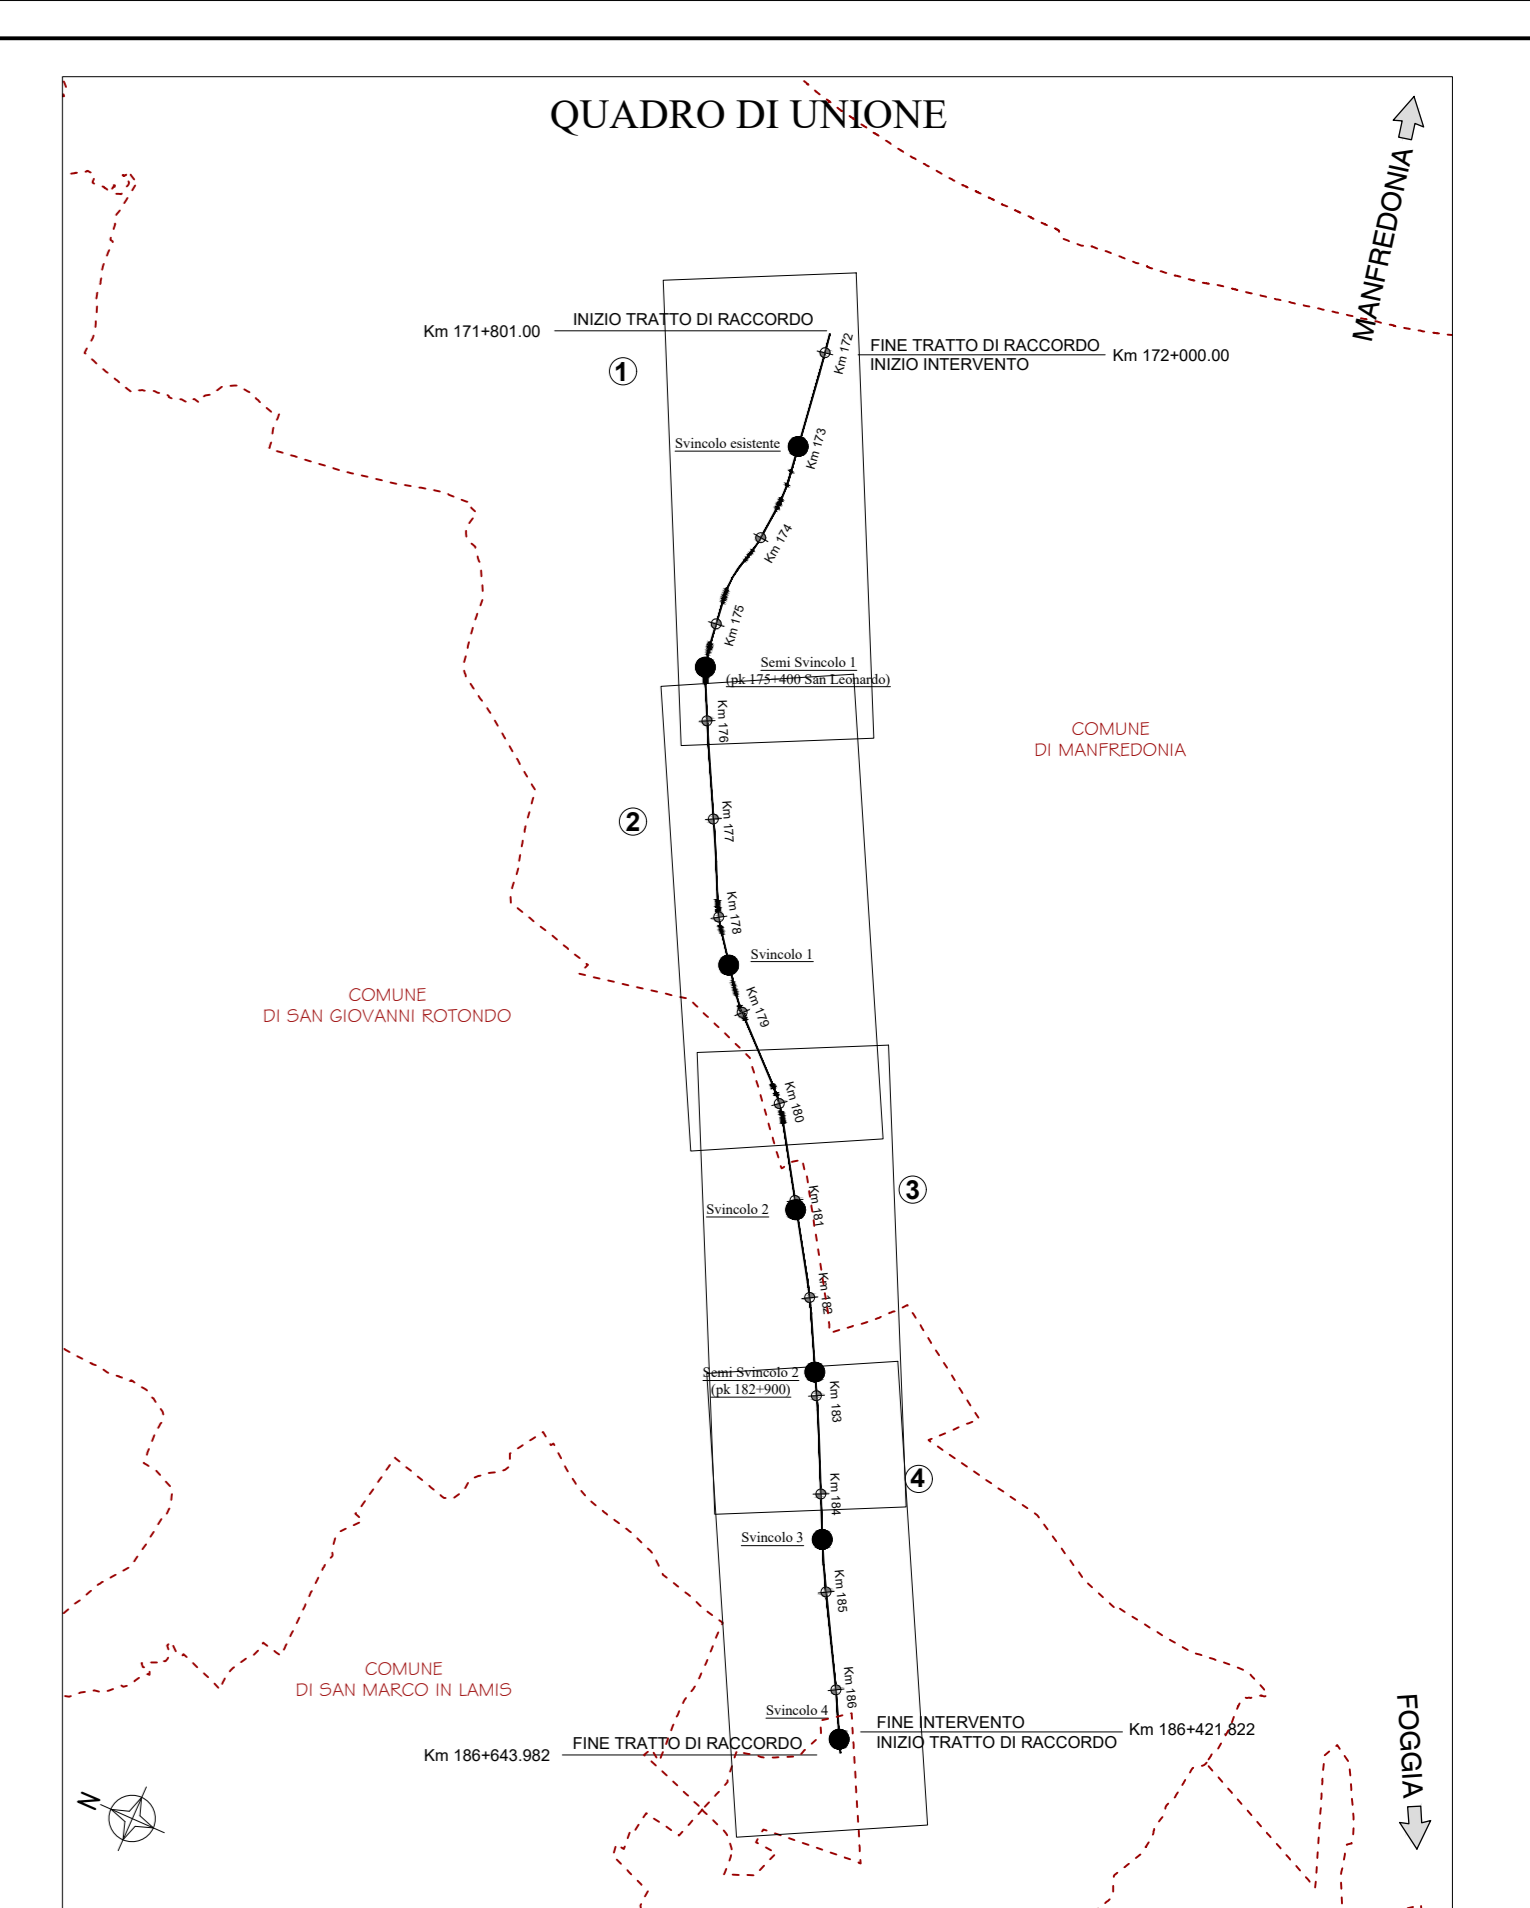 QUADRO DI UNIONE
MANFREDONIA
INIZIO TRATTO DI RACCORDO
Km 171+801.00
FINE TRATTO DI RACCORDO
INIZIO INTERVENTO
Km 172+000.00
Km 172
1
Svincolo esistente
Km 173
Km 174
Km 175
Semi Svincolo 1
(pk 175+400 San Leonardo)
Km 176
COMUNE
DI MANFREDONIA
2
Km 177
Km 178
Svincolo 1
COMUNE
DI SAN GIOVANNI ROTONDO
Km 179
Km 180
3
Km 181
Svincolo 2
Km 182
Semi Svincolo 2
(pk 182+900)
Km 183
4
Km 184
Svincolo 3
Km 185
COMUNE
DI SAN MARCO IN LAMIS
Km 186
Svincolo 4
FINE INTERVENTO
INIZIO TRATTO DI RACCORDO
Km 186+421.822
FINE TRATTO DI RACCORDO
Km 186+643.982
FOGGIA
N